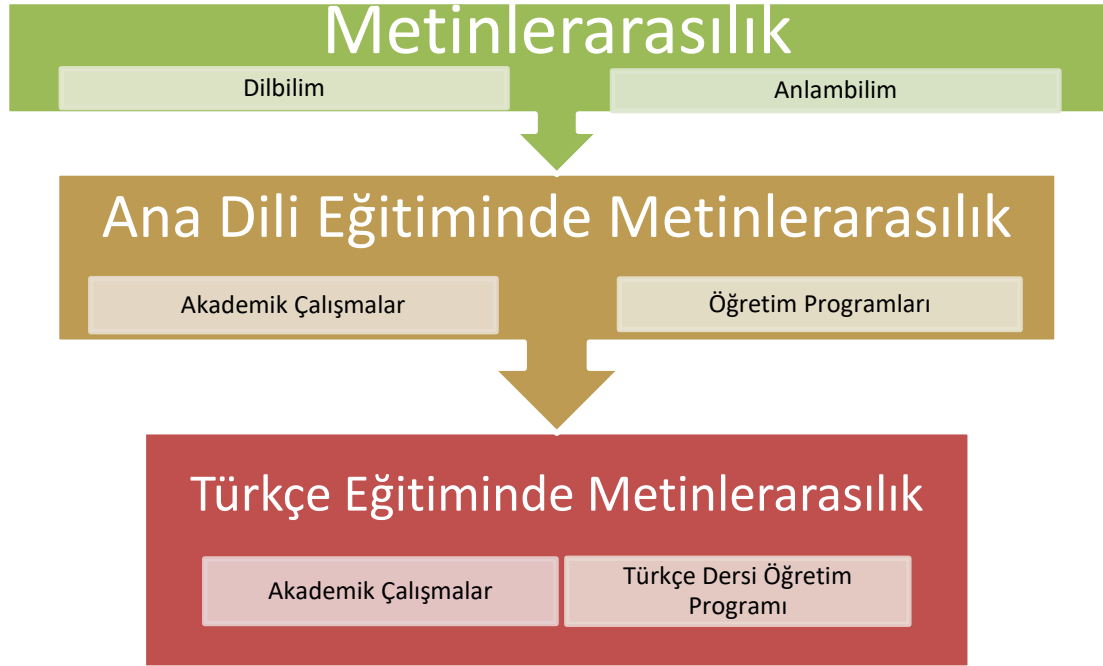 Metinlerarasılık
Dilbilim
Anlambilim
Ana Dili Eğitiminde Metinlerarasılık
Akademik Çalışmalar
Öğretim Programları
Türkçe Eğitiminde Metinlerarasılık
Akademik Çalışmalar
Türkçe Dersi Öğretim
Programı